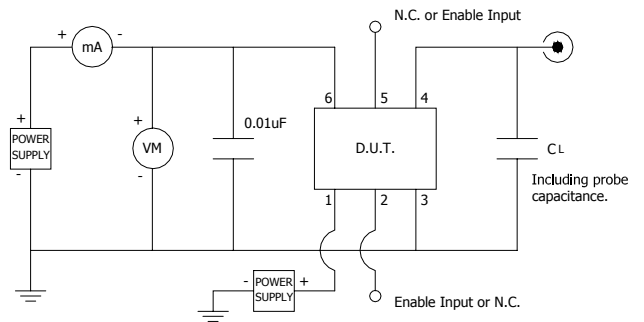 N.C. or Enable Input
+ mA -
6 5 4
+
POWER
SUPPLY
-
+
VM
-
0.01uF
D.U.T.
CL
Including probe
capacitance.
1 2 3
- POWER
SUPPLY +
Enable Input or N.C.